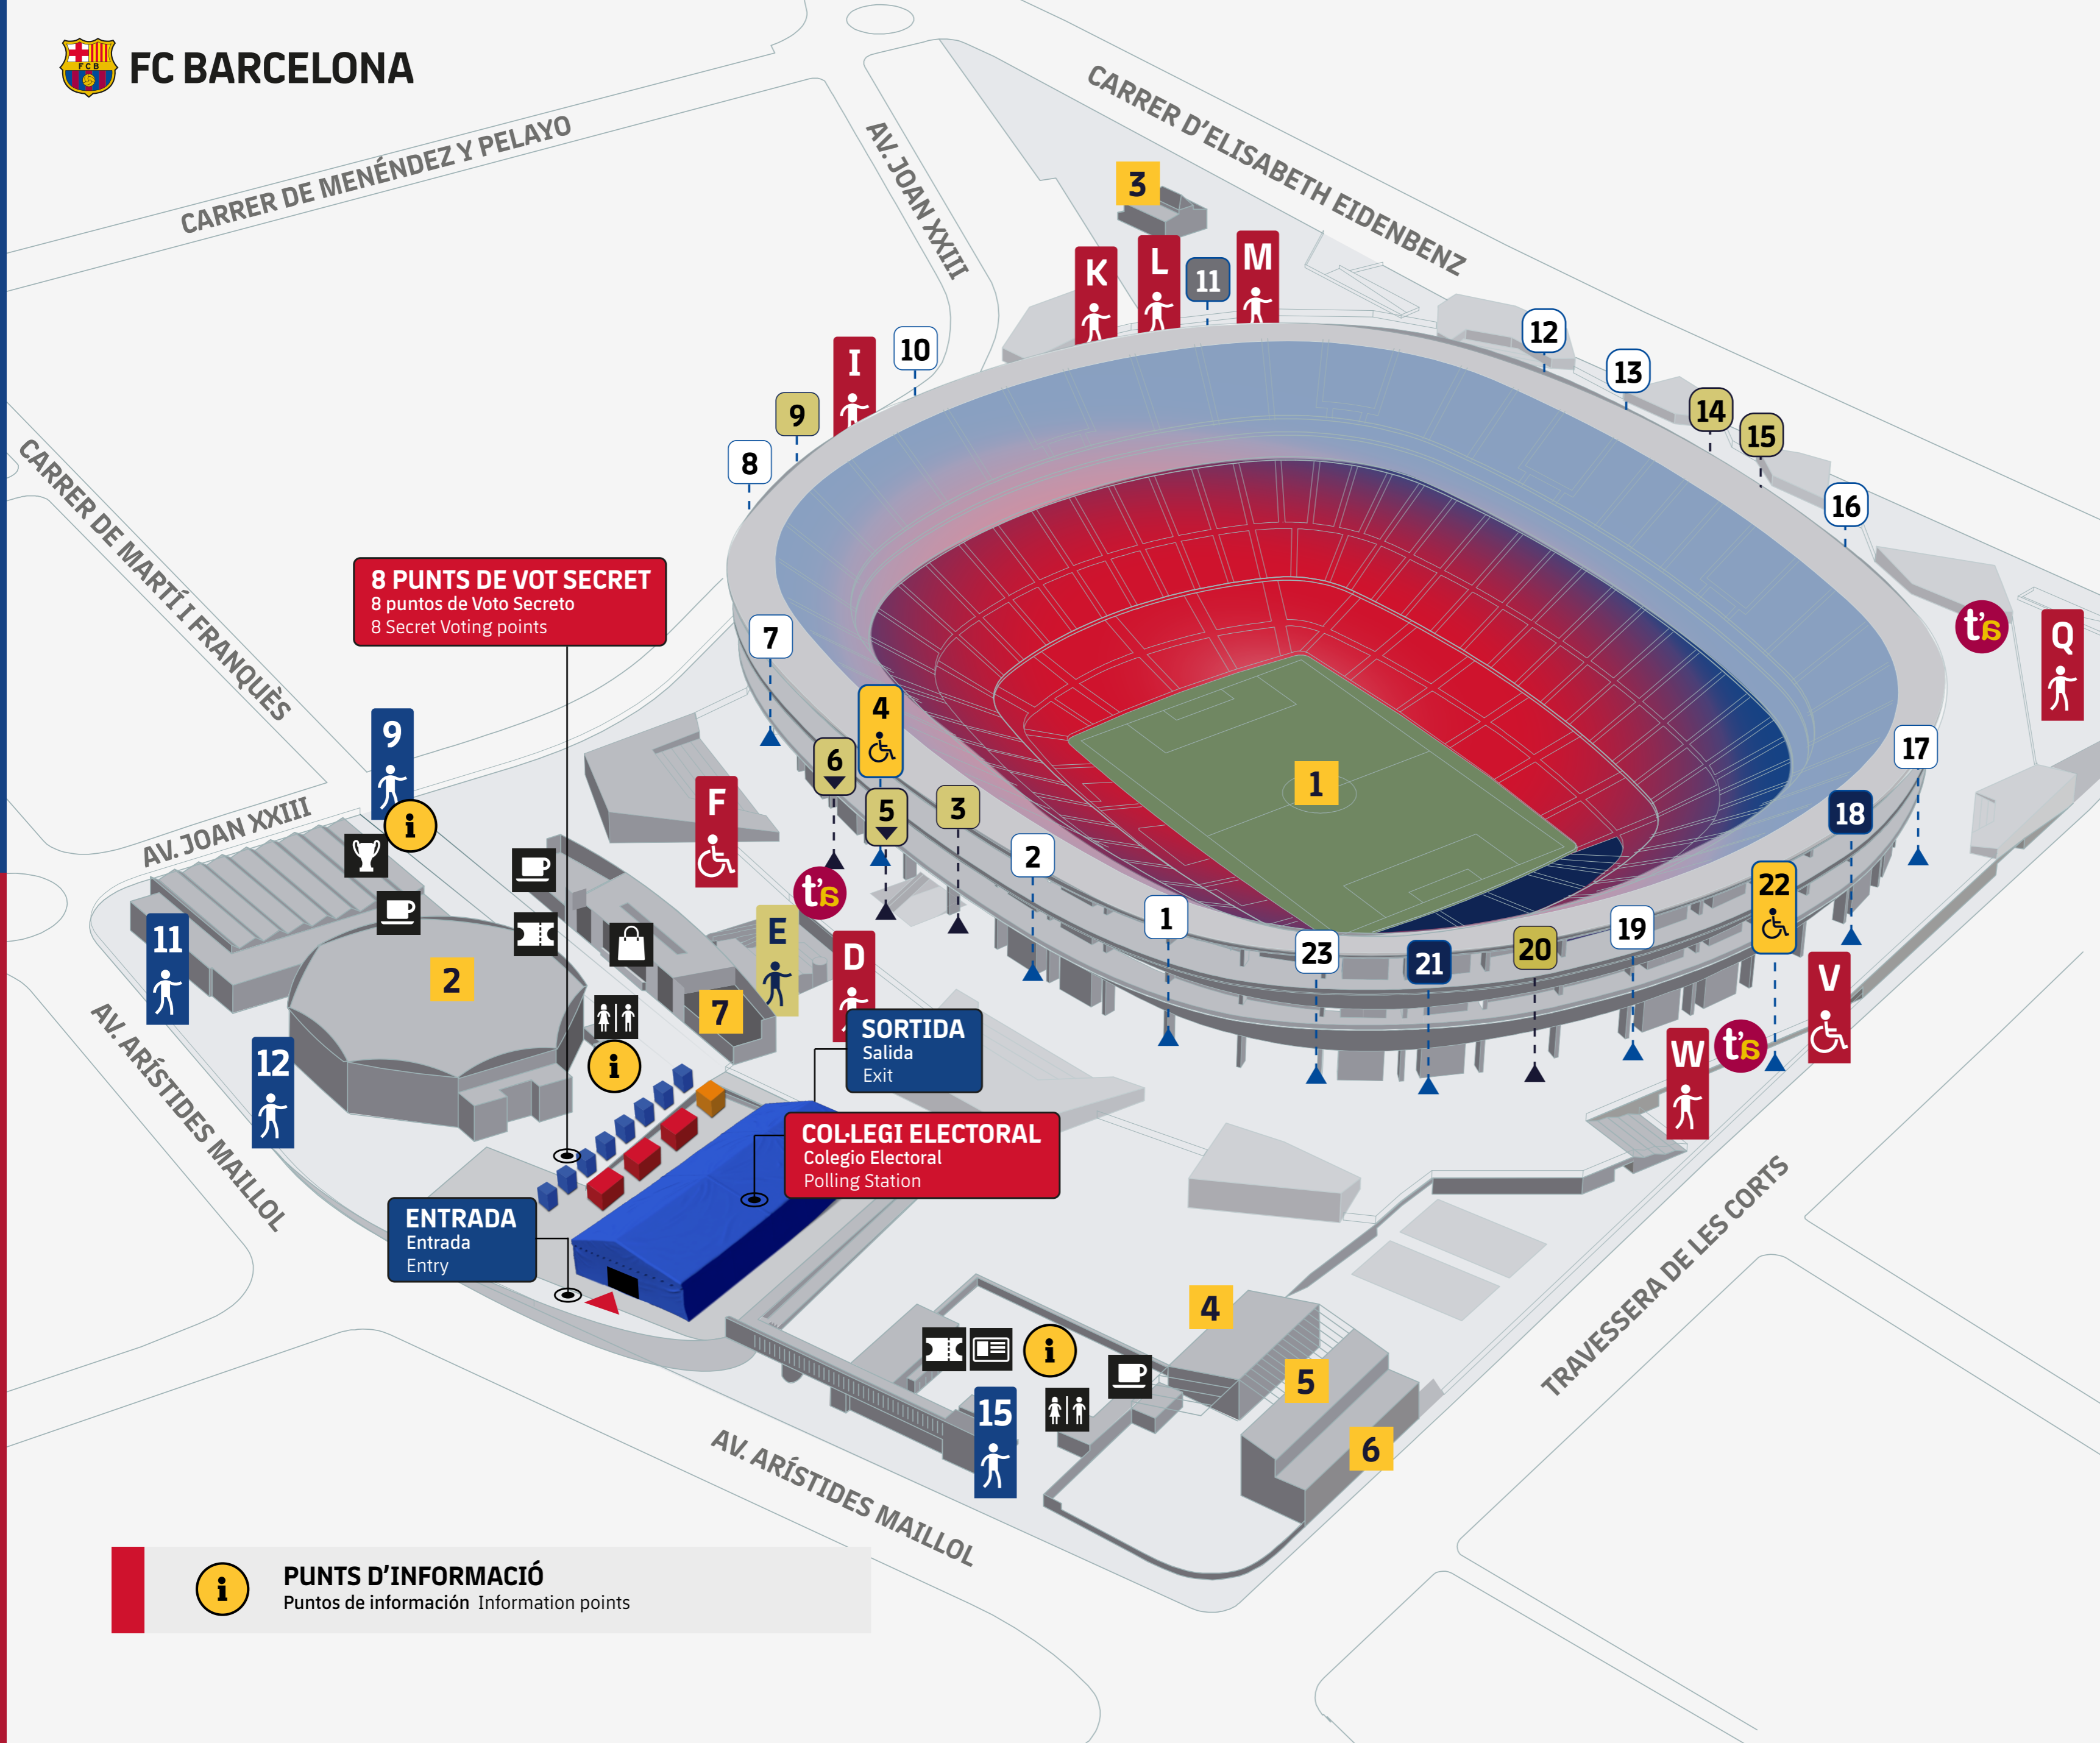 FCB
FC BARCELONA
CARRER DE MENÉNDEZ Y PELAYO
AV. JOAN XXIII
CARRER D'ELISABETH EIDENBENZ
3
K
L
11
M
I
10
9
8
12
13
14
15
16
CARRER DE MARTÍ I FRANQUÈS
8 PUNTS DE VOT SECRET
8 puntos de Voto Secreto
8 Secret Voting points
7
t'a
Q
9
i
4
6
5
3
F
1
17
18
2
t'a
22
AV. JOAN XXIII
11
2
E
D
1
23
21
20
19
V
W
t'a
7
12
i
SORTIDA
Salida
Exit
AV. ARÍSTIDES MAILLOL
COL·LEGI ELECTORAL
Colegio Electoral
Polling Station
ENTRADA
Entrada
Entry
TRAVESSERA DE LES CORTS
4
i
5
15
6
AV. ARÍSTIDES MAILLOL
i
PUNTS D'INFORMACIÓ
Puntos de información Information points